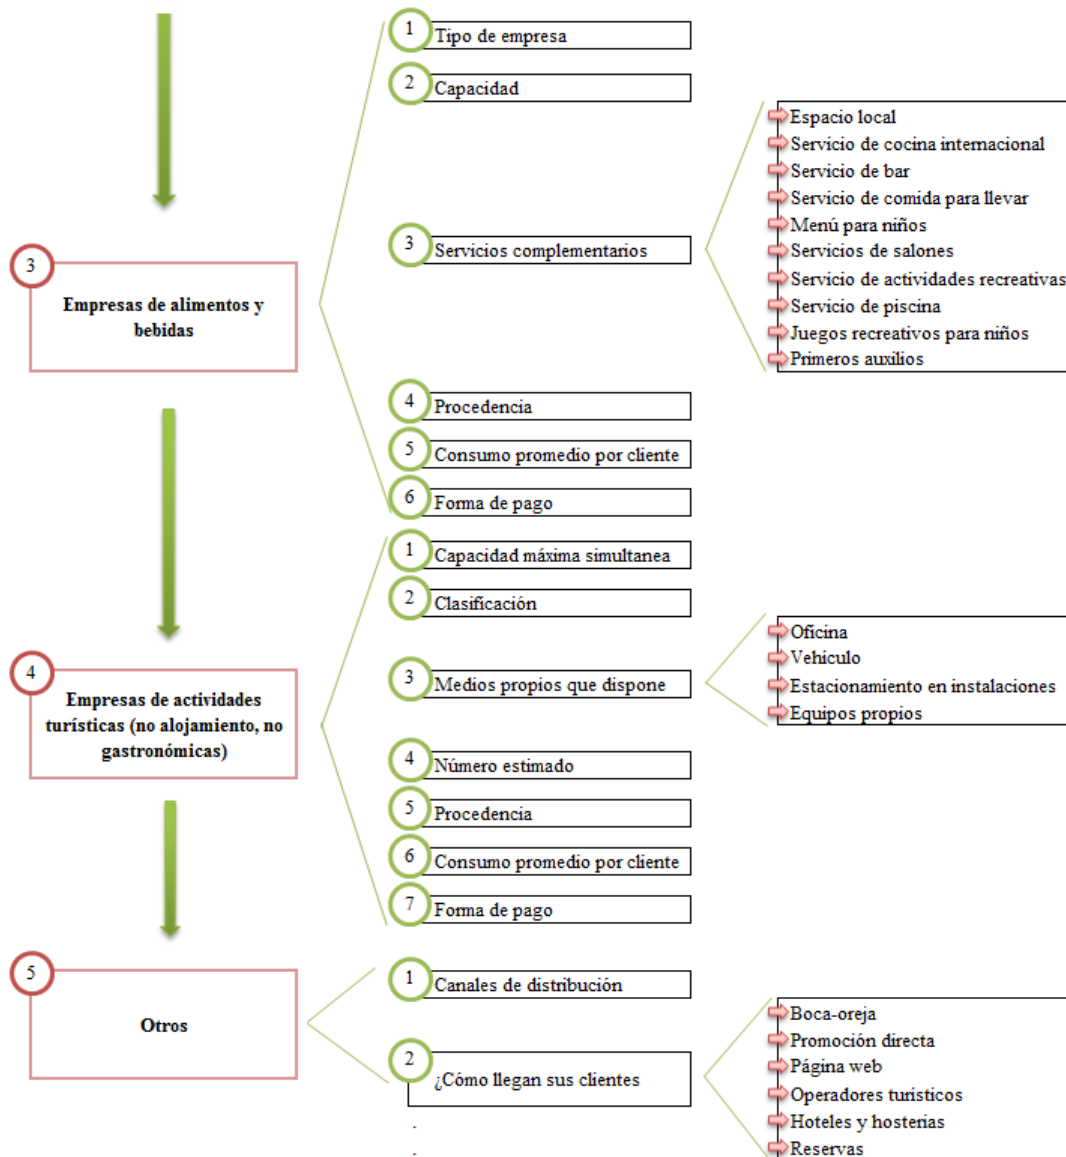 3
Empresas de alimentos y
bebidas
1
Tipo de empresa
2
Capacidad
3
Servicios complementarios
Espacio local
Servicio de cocina internacional
Servicio de bar
Servicio de comida para llevar
Menú para niños
Servicios de salones
Servicio de actividades recreativas
Servicio de piscina
Juegos recreativos para niños
Primeros auxilios
4
Procedencia
5
Consumo promedio por cliente
6
Forma de pago
4
Empresas de actividades
turísticas (no alojamiento, no
gastronómicas)
1
Capacidad máxima simultanea
2
Clasificación
3
Medios propios que dispone
Oficina
Vehículo
Estacionamiento en instalaciones
Equipos propios
4
Número estimado
5
Procedencia
6
Consumo promedio por cliente
7
Forma de pago
5
Otros
1
Canales de distribución
2
¿Cómo llegan sus clientes
Boca-oreja
Promoción directa
Página web
Operadores turísticos
Hoteles y hosterias
Reservas
.
.